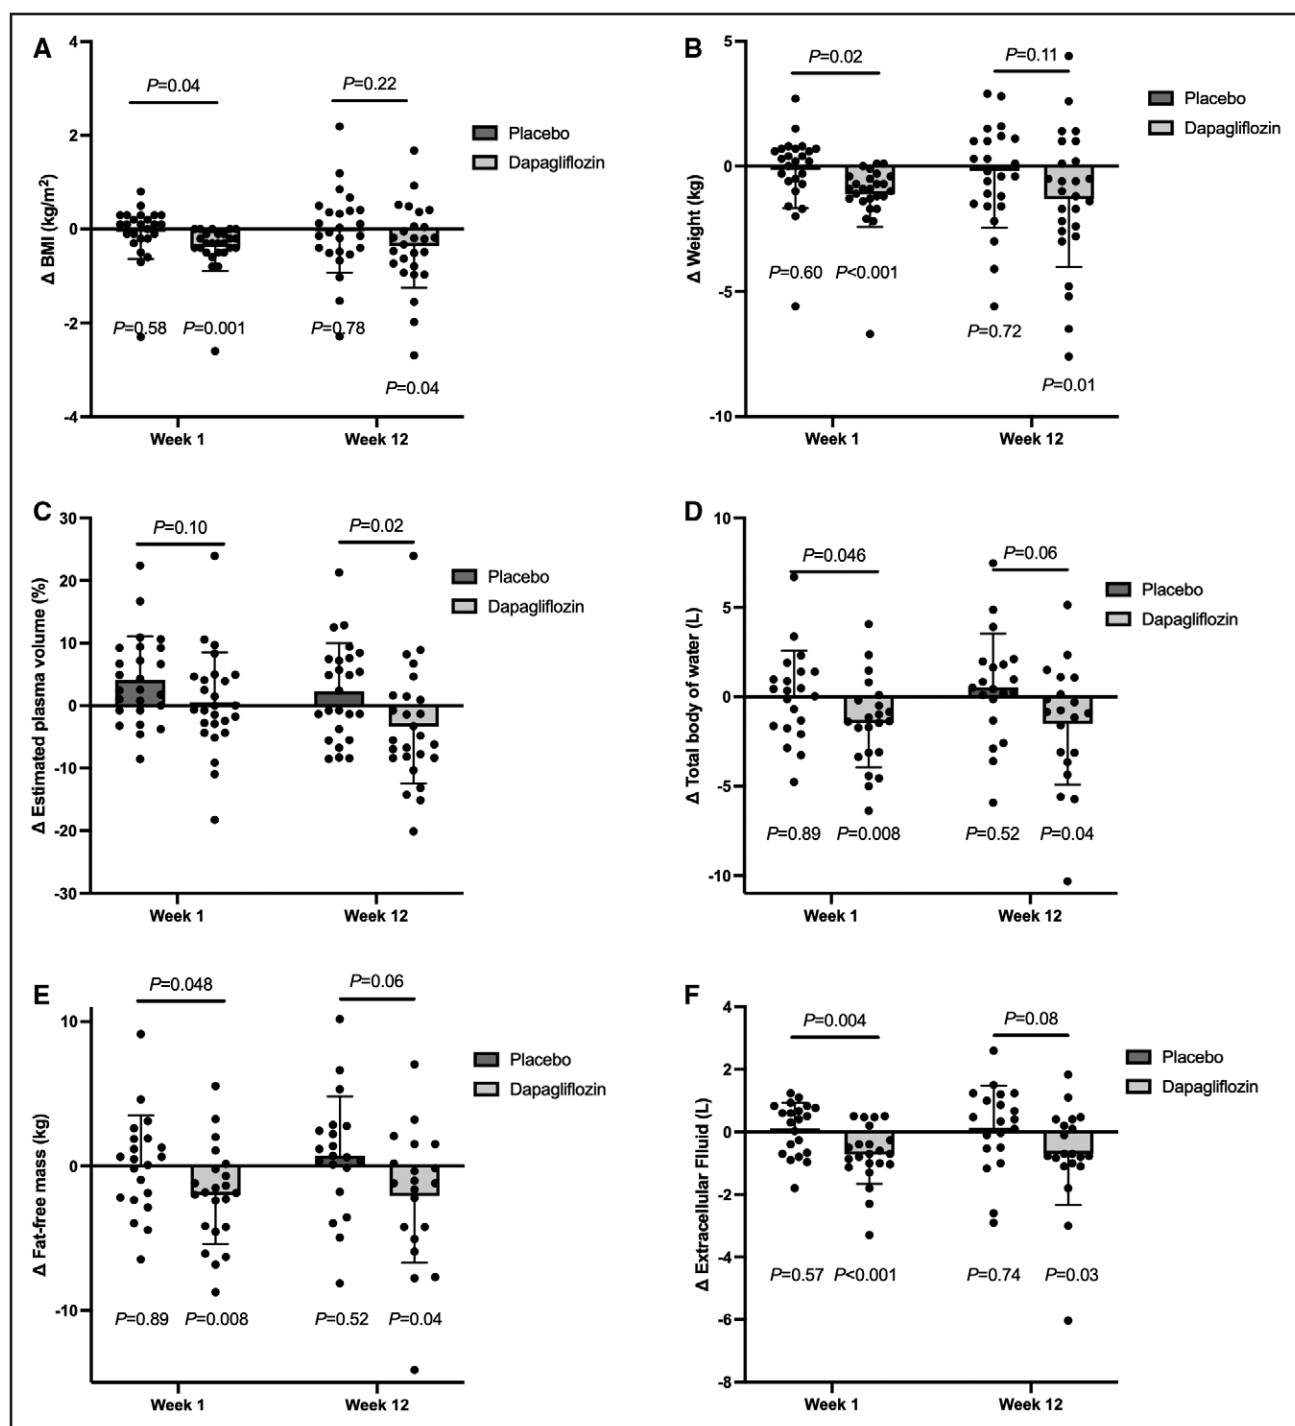 A
4
2
0
-2
-4
Δ BMI (kg/m²)
P=0.04
P=0.22
Placebo
Dapagliflozin
P=0.58
P=0.001
P=0.78
P=0.04
Week 1
Week 12
B
5
0
-5
-10
Δ Weight (kg)
P=0.02
P=0.11
Placebo
Dapagliflozin
P=0.60
P<0.001
P=0.72
P=0.01
Week 1
Week 12
C
30
20
10
0
-10
-20
-30
Δ Estimated plasma volume (%)
P=0.10
P=0.02
Placebo
Dapagliflozin
Week 1
Week 12
D
10
5
0
-5
-10
Δ Total body of water (L)
P=0.046
P=0.06
Placebo
Dapagliflozin
P=0.89
P=0.008
P=0.52
P=0.04
Week 1
Week 12
E
10
0
-10
Δ Fat-free mass (kg)
P=0.048
P=0.06
Placebo
Dapagliflozin
P=0.89
P=0.008
P=0.52
P=0.04
Week 1
Week 12
F
4
2
0
-2
-4
-6
-8
Δ Extracellular Flluid (L)
P=0.004
P=0.08
Placebo
Dapagliflozin
P=0.57
P<0.001
P=0.74
P=0.03
Week 1
Week 12